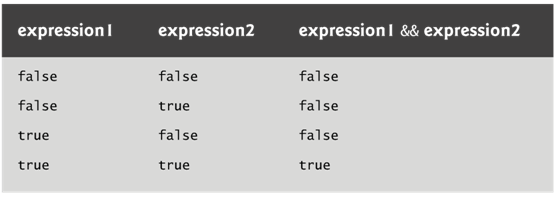 expression1 expression2 expression1 && expression2
false false false
false true false
true false false
true true true